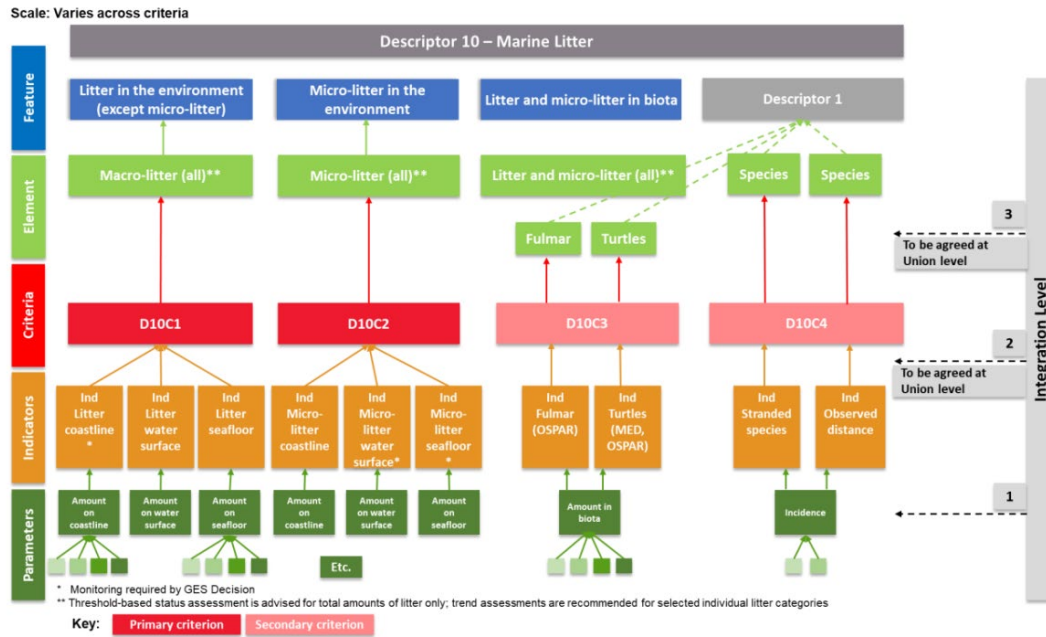 Scale: Varies across criteria
Descriptor 10 – Marine Litter
Feature
Litter in the environment
(except micro-litter)
Micro-litter in the
environment
Litter and micro-litter in biota
Descriptor 1
Element
Macro-litter (all)**
Micro-litter (all)**
Litter and micro-litter (all)**
Species
Species
Fulmar
Turtles
3
To be agreed at
Union level
Criteria
D10C1
D10C2
D10C3
D10C4
2
To be agreed at
Union level
Integration Level
Indicators
Ind
Litter
coastline
*
Ind
Litter
water
surface
Ind
Litter
seafloor
Ind
Micro-
litter
coastline
Ind
Micro-
litter
water
surface*
Ind
Micro-
litter
seafloor
*
Ind
Fulmar
(OSPAR)
Ind
Turtles
(MED,
OSPAR)
Ind
Stranded
species
Ind
Observed
distance
Parameters
Amount
on
coastline
Amount
on water
surface
Amount
on
seafloor
Amount
on
coastline
Amount
on water
surface
Amount
on
seafloor
Amount in
biota
Incidence
1
Etc.
* Monitoring required by GES Decision
** Threshold-based status assessment is advised for total amounts of litter only; trend assessments are recommended for selected individual litter categories
Key:
Primary criterion
Secondary criterion